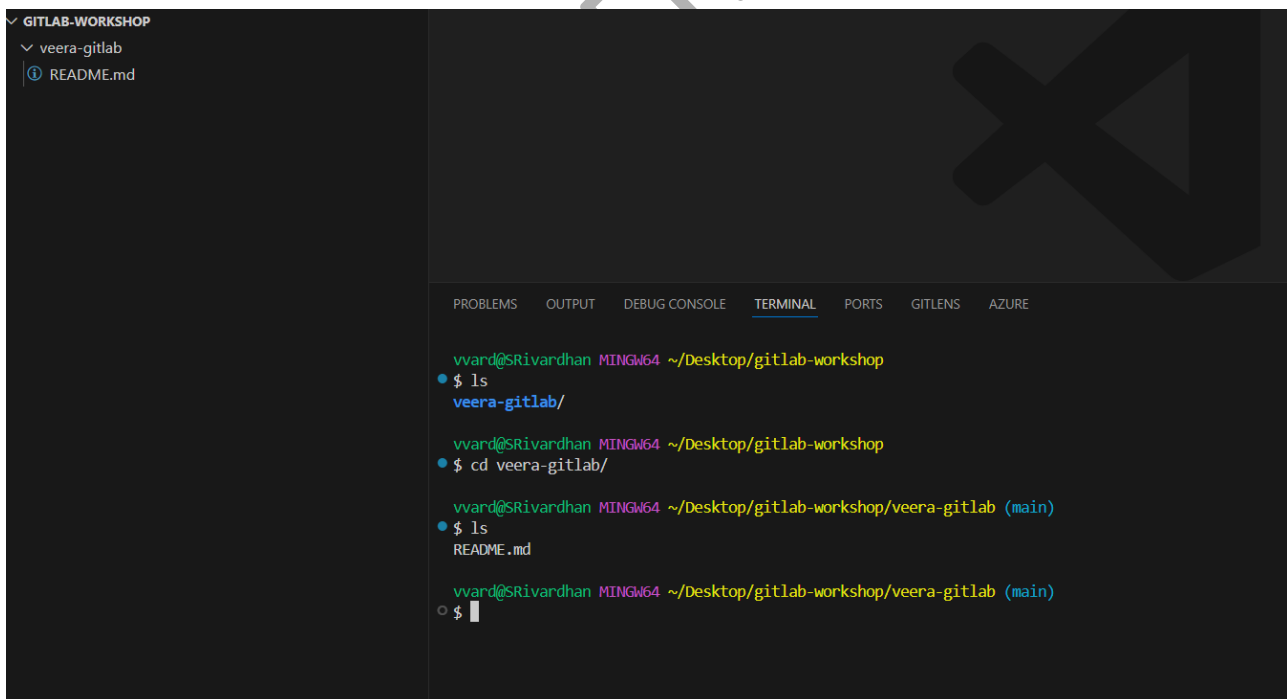 GITLAB-WORKSHOP
veera-gitlab
README.md
PROBLEMS OUTPUT DEBUG CONSOLE TERMINAL PORTS GITLENS AZURE
vvard@SRivardhan MINGW64 ~/Desktop/gitlab-workshop
$ ls
veera-gitlab/
vvard@SRivardhan MINGW64 ~/Desktop/gitlab-workshop
$ cd veera-gitlab/
vvard@SRivardhan MINGW64 ~/Desktop/gitlab-workshop/veera-gitlab (main)
$ ls
README.md
vvard@SRivardhan MINGW64 ~/Desktop/gitlab-workshop/veera-gitlab (main)
$